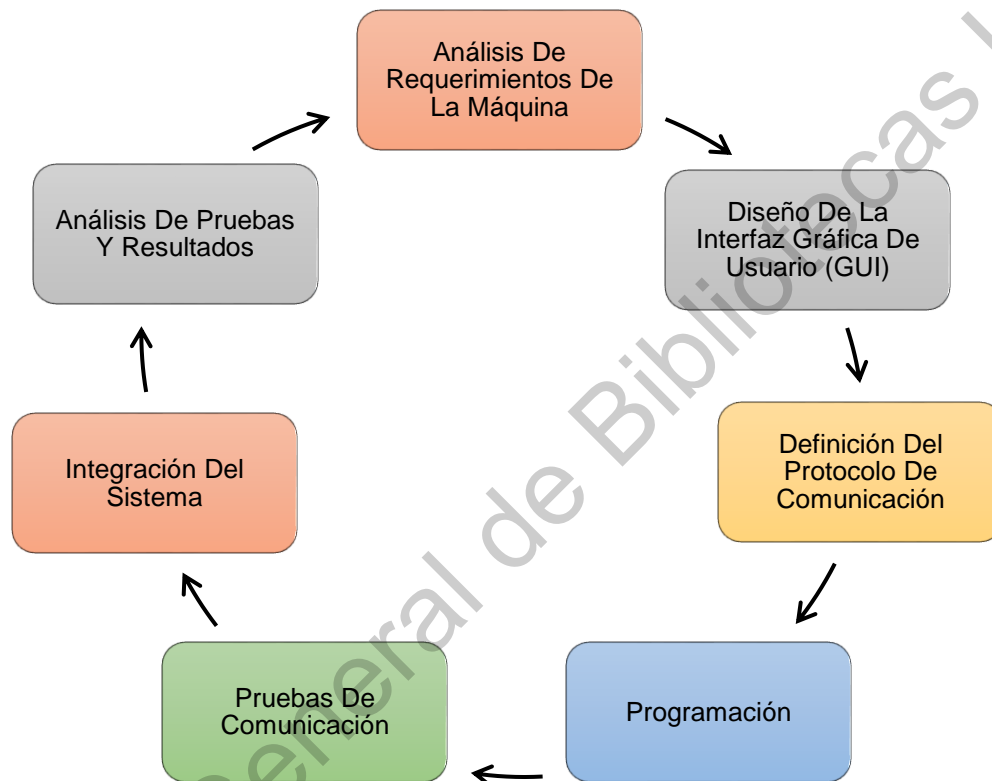 Análisis De
Requerimientos De
La Máquina
Diseño De La
Interfaz Gráfica De
Usuario (GUI)
Definición Del
Protocolo De
Comunicación
Programación
Pruebas De
Comunicación
Integración Del
Sistema
Análisis De Pruebas
Y Resultados
General de Bibliotecas